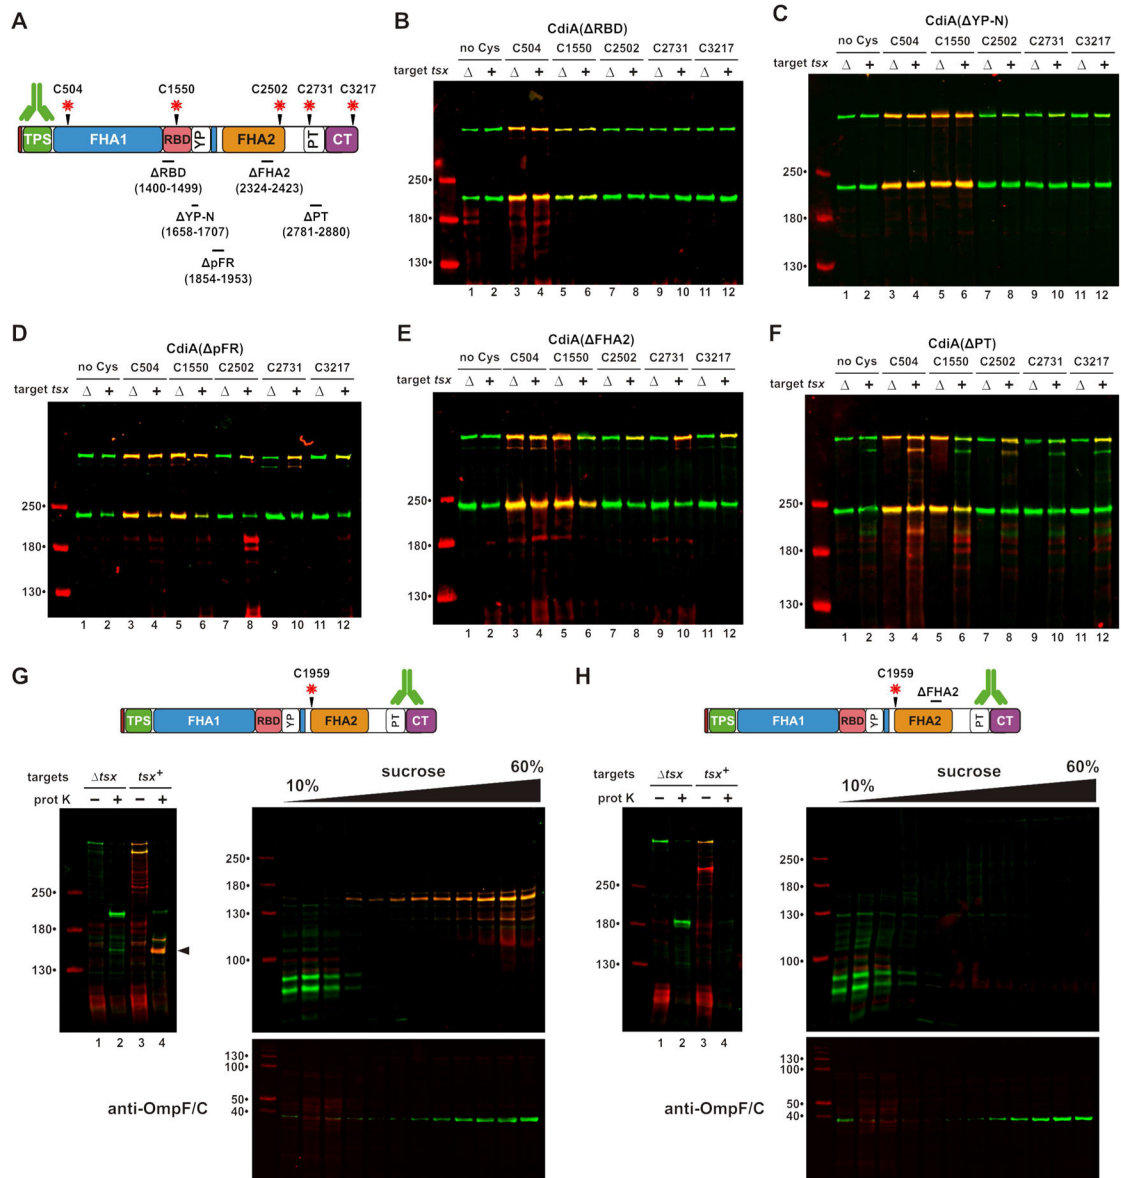 A
C504 C1550 C2502 C2731 C3217
TPS FHA1 RBD YP FHA2 PT CT
ΔRBD ΔFHA2
(1400-1499) (2324-2423)
ΔYP-N ΔPT
(1658-1707) (2781-2880)
ΔpFR
(1854-1953)
B
CdiA(ΔRBD)
no Cys C504 C1550 C2502 C2731 C3217
target tsx Δ + Δ + Δ + Δ + Δ + Δ +
250•
180•
130•
1 2 3 4 5 6 7 8 9 10 11 12
C
CdiA(ΔYP-N)
no Cys C504 C1550 C2502 C2731 C3217
target tsx Δ + Δ + Δ + Δ + Δ + Δ +
250•
180•
130•
1 2 3 4 5 6 7 8 9 10 11 12
D
CdiA(ΔpFR)
no Cys C504 C1550 C2502 C2731 C3217
target tsx Δ + Δ + Δ + Δ + Δ + Δ +
250•
180•
130•
1 2 3 4 5 6 7 8 9 10 11 12
E
CdiA(ΔFHA2)
no Cys C504 C1550 C2502 C2731 C3217
target tsx Δ + Δ + Δ + Δ + Δ + Δ +
250•
180•
130•
1 2 3 4 5 6 7 8 9 10 11 12
F
CdiA(ΔPT)
no Cys C504 C1550 C2502 C2731 C3217
target tsx Δ + Δ + Δ + Δ + Δ + Δ +
250•
180•
130•
1 2 3 4 5 6 7 8 9 10 11 12
G
C1959
TPS FHA1 RBD YP FHA2 PT CT
targets Δtsx tsx+
prot K − + − +
250•
180•
130•
1 2 3 4
10% sucrose 60%
250•
180•
130•
100•
anti-OmpF/C
130•
100•
50•
40•
H
C1959
ΔFHA2
TPS FHA1 RBD YP FHA2 PT CT
targets Δtsx tsx+
prot K − + − +
250•
180•
130•
1 2 3 4
10% sucrose 60%
250•
180•
130•
100•
anti-OmpF/C
130•
100•
50•
40•